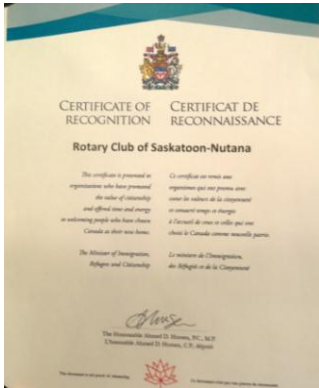 CERTIFICATE OF
RECOGNITION
CERTIFICAT DE
RECONNAISSANCE
Rotary Club of Saskatoon-Nutana
This certificate is presented to
organizations who have promoted
the value of citizenship
and offered time and energy
to welcoming people who have chosen
Canada as their new home.
Ce certificat est remis aux
organismes qui ont promu avec
cœur les valeurs de la citoyenneté
et consacré temps et énergie
à l'accueil de ceux et celles qui ont
choisi le Canada comme nouvelle patrie.
The Minister of Immigration,
Refugees and Citizenship
Le ministre de l'Immigration,
des Réfugiés et de la Citoyenneté
The Honourable Ahmed D. Hussen, P.C., M.P.
L'honorable Ahmed D. Hussen, C.P., député